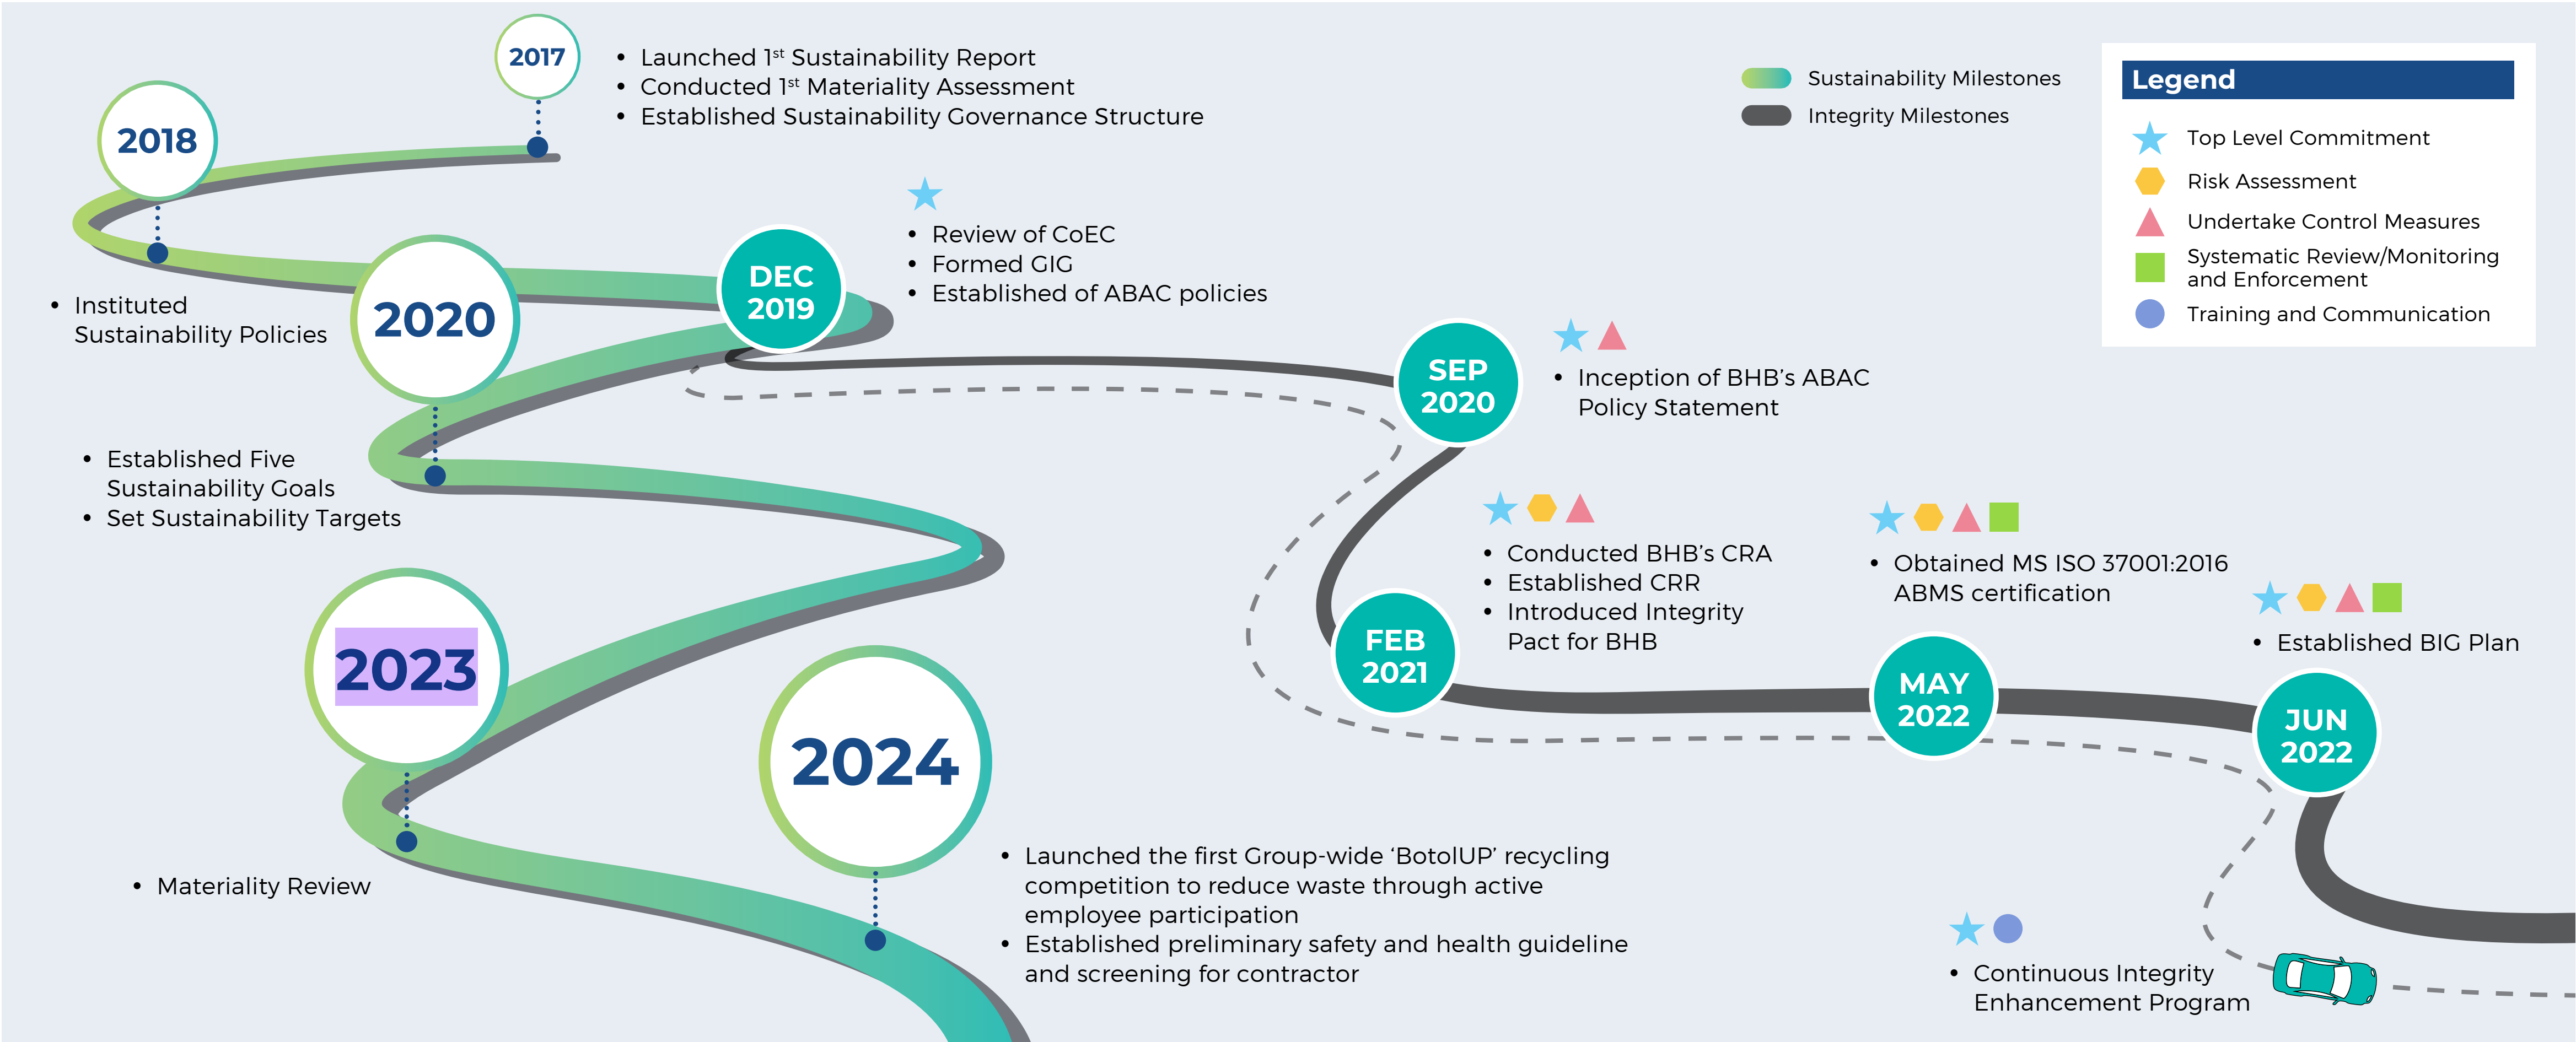 2017
• Launched 1st Sustainability Report
• Conducted 1st Materiality Assessment
• Established Sustainability Governance Structure
Sustainability Milestones
Integrity Milestones
Legend
Top Level Commitment
Risk Assessment
Undertake Control Measures
Systematic Review/Monitoring
and Enforcement
Training and Communication
2018
• Instituted
Sustainability Policies
DEC
2019
• Review of CoEC
• Formed GIG
• Established of ABAC policies
2020
• Established Five
Sustainability Goals
• Set Sustainability Targets
SEP
2020
• Inception of BHB’s ABAC
Policy Statement
FEB
2021
• Conducted BHB’s CRA
• Established CRR
• Introduced Integrity
Pact for BHB
MAY
2022
• Obtained MS ISO 37001:2016
ABMS certification
JUN
2022
• Established BIG Plan
2023
• Materiality Review
2024
• Launched the first Group-wide ‘BotolUP’ recycling
competition to reduce waste through active
employee participation
• Established preliminary safety and health guideline
and screening for contractor
• Continuous Integrity
Enhancement Program